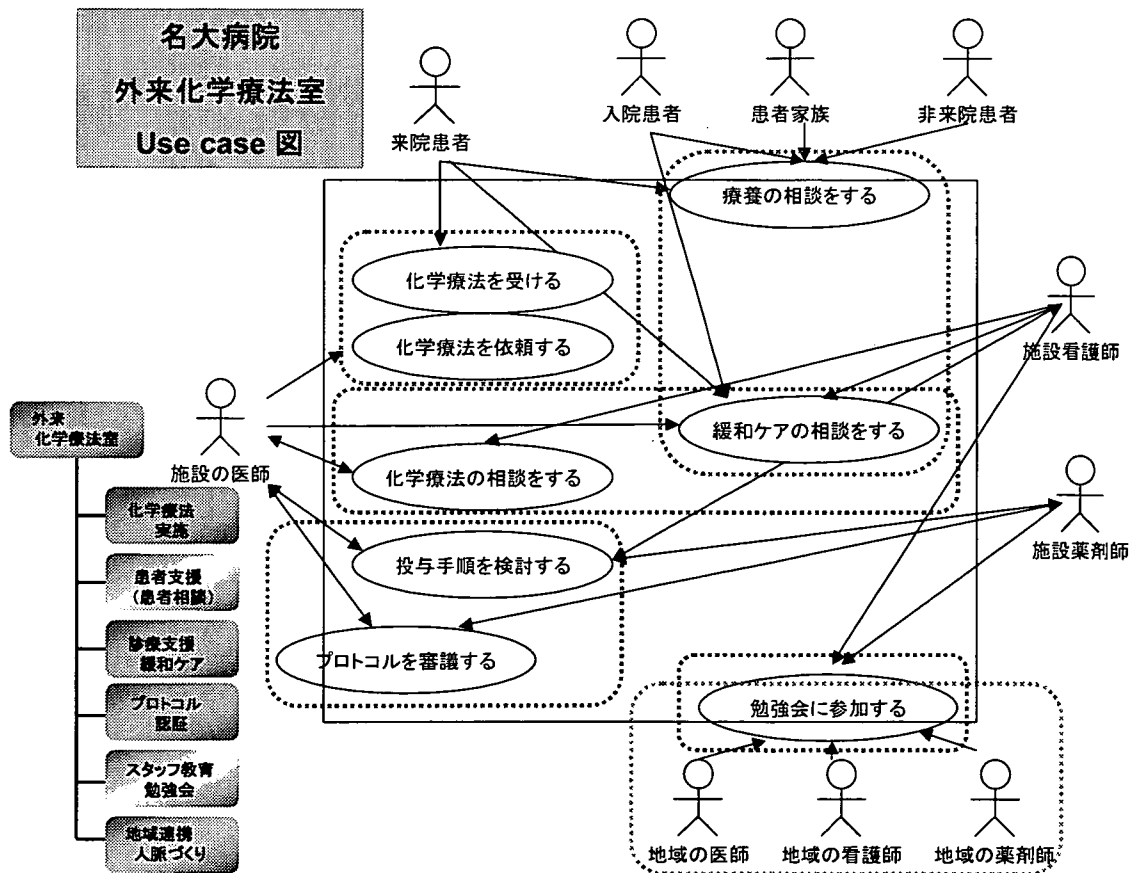 名大病院
外来化学療法室
Use case 図
来院患者
入院患者
患者家族
非来院患者
療養の相談をする
化学療法を受ける
化学療法を依頼する
施設看護師
外来
化学療法室
施設の医師
緩和ケアの相談をする
化学療法の相談をする
施設薬剤師
化学療法
実施
投与手順を検討する
患者支援
(患者相談)
診療支援
緩和ケア
プロトコルを審議する
プロトコル
認証
勉強会に参加する
スタッフ教育
勉強会
地域連携
人脈づくり
地域の医師
地域の看護師
地域の薬剤師